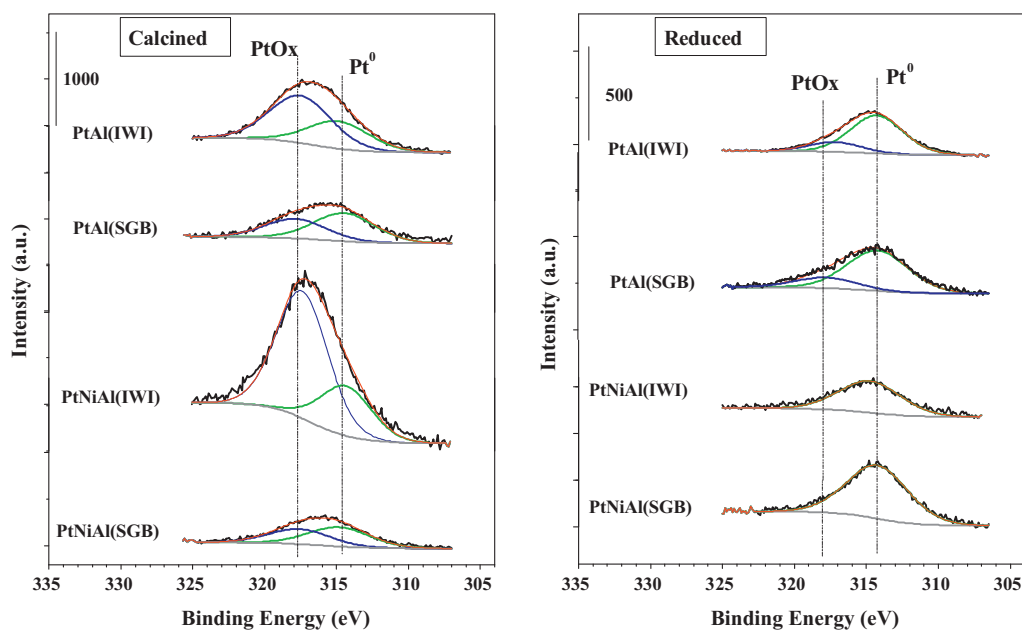 Calcined
PtOx
Pt⁰
1000
PtAl(IWI)
PtAl(SGB)
PtNiAl(IWI)
PtNiAl(SGB)
Intensity (a.u.)
335 330 325 320 315 310 305
Binding Energy (eV)
Reduced
PtOx
Pt⁰
500
PtAl(IWI)
PtAl(SGB)
PtNiAl(IWI)
PtNiAl(SGB)
Intensity (a.u.)
335 330 325 320 315 310 305
Binding Energy (eV)